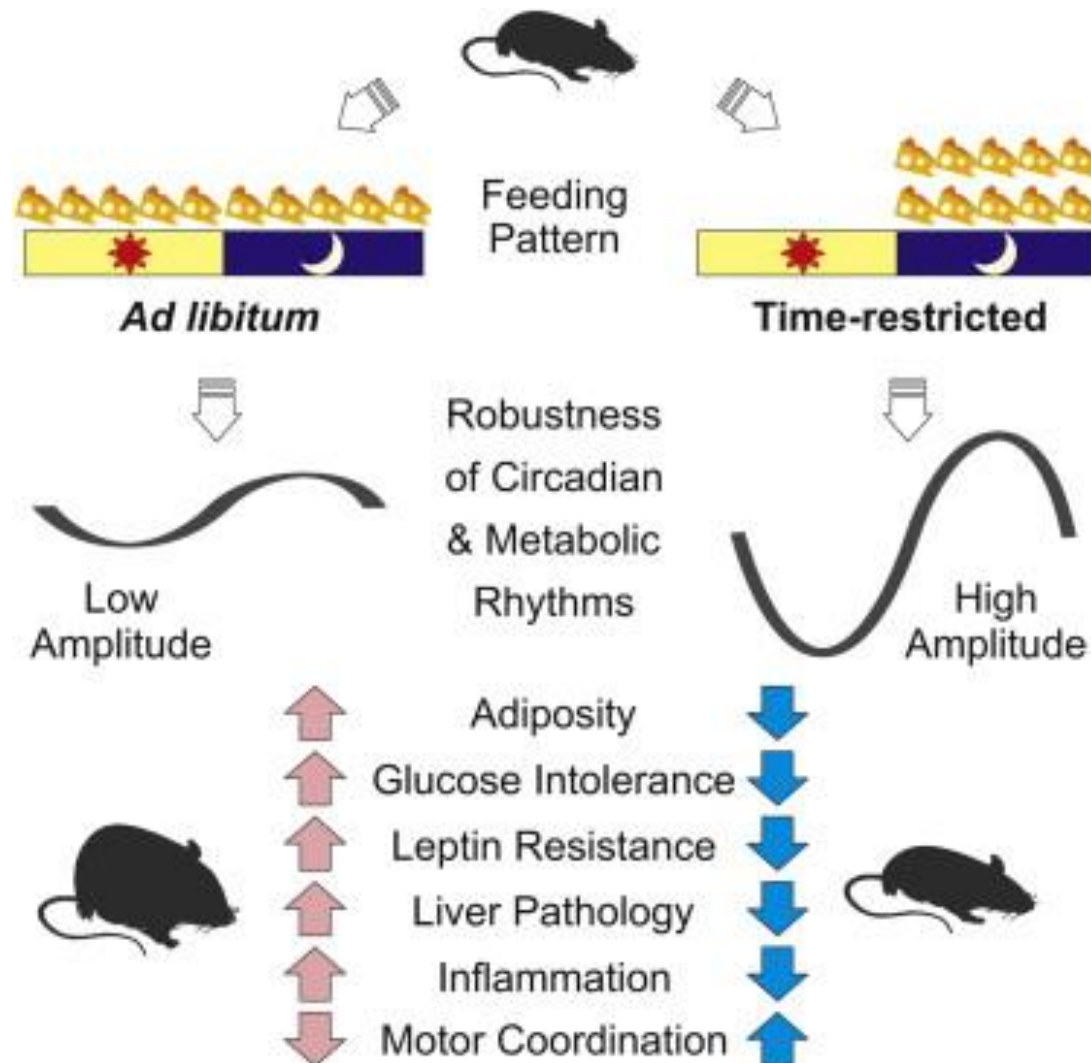 Feeding
Pattern
Ad libitum
Time-restricted
Robustness
of Circadian
& Metabolic
Rhythms
Low
Amplitude
High
Amplitude
Adiposity
Glucose Intolerance
Leptin Resistance
Liver Pathology
Inflammation
Motor Coordination